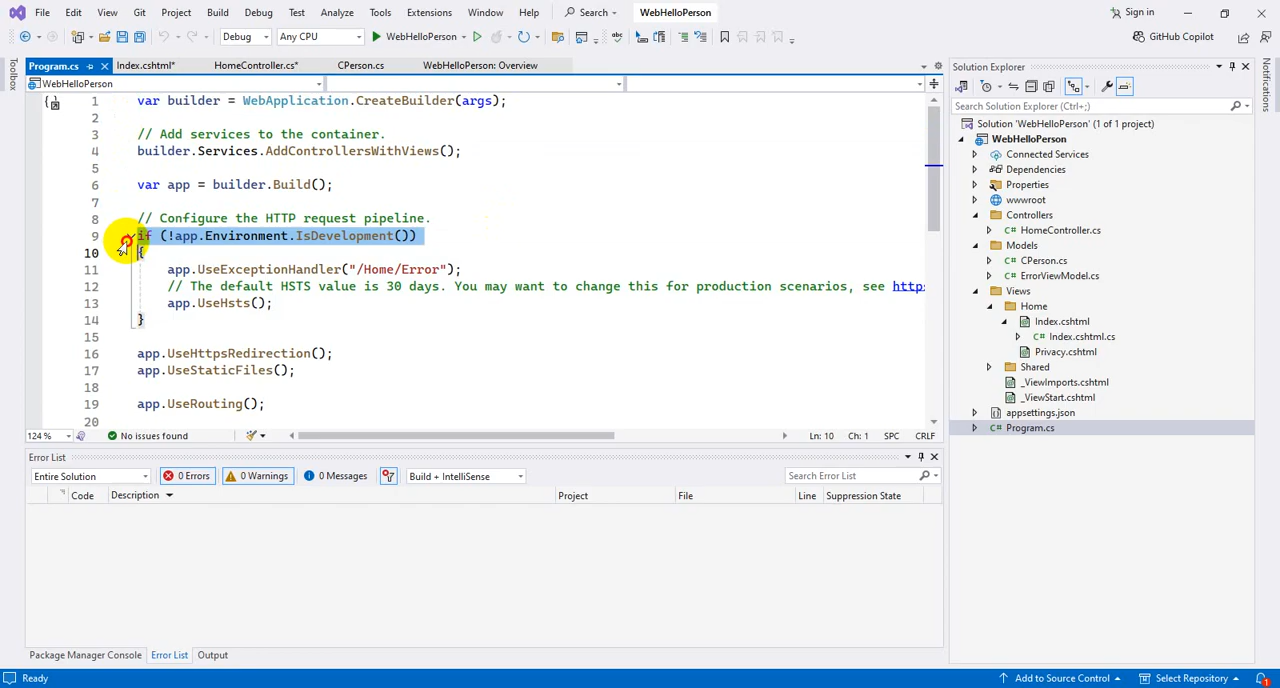 File Edit View Git Project Build Debug Test Analyze Tools Extensions Window Help Search WebHelloPerson Sign in
Debug Any CPU WebHelloPerson GitHub Copilot
Toolbox
Program.cs Index.cshtml* HomeController.cs* CPerson.cs WebHelloPerson: Overview
WebHelloPerson
1 var builder = WebApplication.CreateBuilder(args);
2
3 // Add services to the container.
4 builder.Services.AddControllersWithViews();
5
6 var app = builder.Build();
7
8 // Configure the HTTP request pipeline.
9 if (!app.Environment.IsDevelopment())
10 {
11 app.UseExceptionHandler("/Home/Error");
12 // The default HSTS value is 30 days. You may want to change this for production scenarios, see http
13 app.UseHsts();
14 }
15
16 app.UseHttpsRedirection();
17 app.UseStaticFiles();
18
19 app.UseRouting();
20
124 % No issues found Ln: 10 Ch: 1 SPC CRLF
Error List
Entire Solution 0 Errors 0 Warnings 0 Messages Build + IntelliSense Search Error List
Code Description Project File Line Suppression State
Package Manager Console Error List Output
Solution Explorer
Search Solution Explorer (Ctrl+;)
Solution 'WebHelloPerson' (1 of 1 project)
WebHelloPerson
Connected Services
Dependencies
Properties
wwwroot
Controllers
HomeController.cs
Models
CPerson.cs
ErrorViewModel.cs
Views
Home
Index.cshtml
Index.cshtml.cs
Privacy.cshtml
Shared
_ViewImports.cshtml
_ViewStart.cshtml
appsettings.json
Program.cs
Notifications
Ready Add to Source Control Select Repository 1